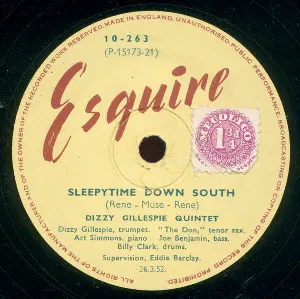 ALL RIGHTS OF THE MANUFACTURER AND OF THE OWNER OF THE RECORDED WORK RESERVED. MADE IN ENGLAND. UNAUTHORISED PUBLIC PERFORMANCE, BROADCASTING OR COPYING OF THIS RECORD PROHIBITED.
10-263
(P-15173-21)
Esquire
MUCOLCO
1¼
SLEEPYTIME DOWN SOUTH
(Rene - Muse - Rene)
DIZZY GILLESPIE QUINTET
Dizzy Gillespie, trumpet. "The Don," tenor sax.
Art Simmons, piano Joe Benjamin, bass.
Billy Clark, drums.
Supervision, Eddie Barclay.
26.3.52.